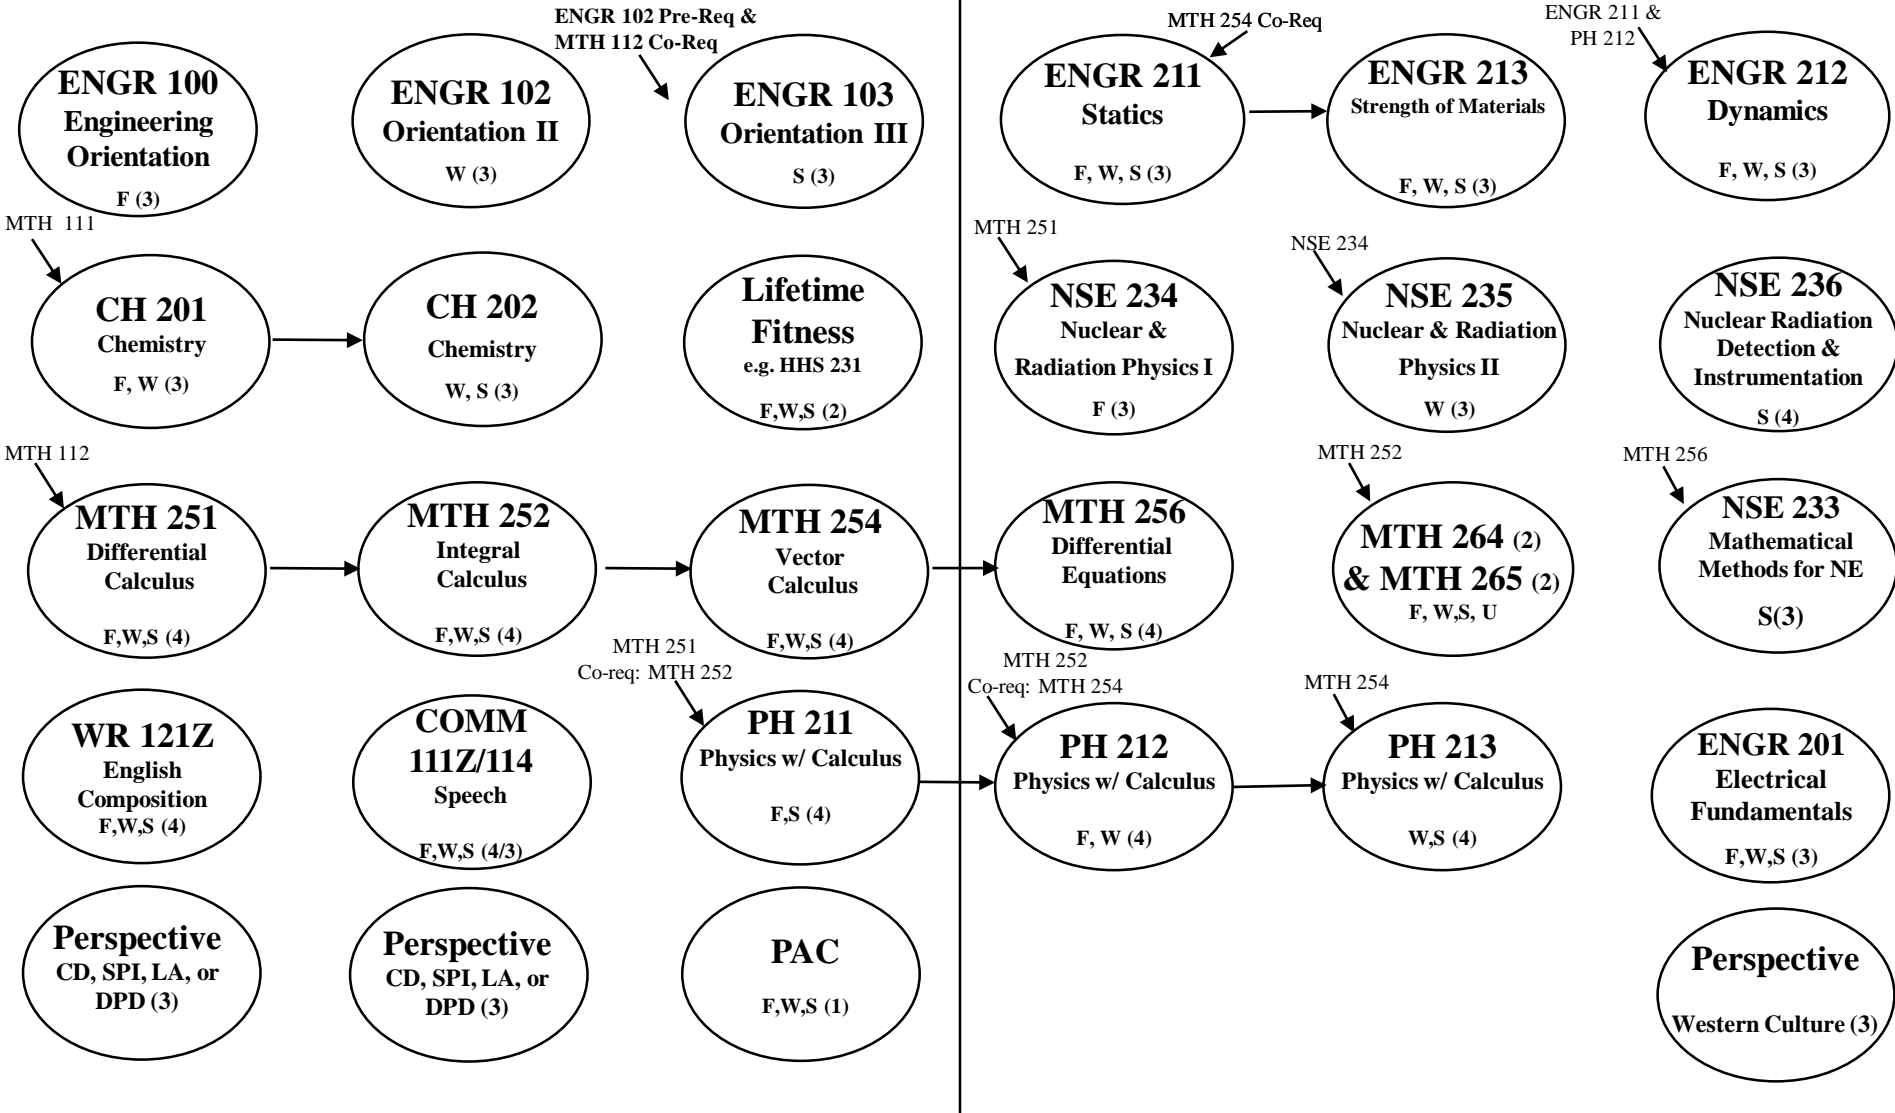 ENGR 102 Pre-Req &
MTH 112 Co-Req
ENGR 100
Engineering
Orientation
F (3)
ENGR 102
Orientation II
W (3)
ENGR 103
Orientation III
S (3)
MTH 254 Co-Req
ENGR 211 &
PH 212
ENGR 211
Statics
F, W, S (3)
ENGR 213
Strength of Materials
F, W, S (3)
ENGR 212
Dynamics
F, W, S (3)
MTH 111
CH 201
Chemistry
F, W (3)
CH 202
Chemistry
W, S (3)
Lifetime
Fitness
e.g. HHS 231
F,W,S (2)
MTH 251
NSE 234
Nuclear &
Radiation Physics I
F (3)
NSE 234
NSE 235
Nuclear & Radiation
Physics II
W (3)
NSE 236
Nuclear Radiation
Detection &
Instrumentation
S (4)
MTH 112
MTH 251
Differential
Calculus
F,W,S (4)
MTH 252
Integral
Calculus
F,W,S (4)
MTH 254
Vector
Calculus
F,W,S (4)
MTH 256
Differential
Equations
F, W, S (4)
MTH 252
MTH 264 (2)
& MTH 265 (2)
F, W,S, U
MTH 256
NSE 233
Mathematical
Methods for NE
S(3)
WR 121Z
English
Composition
F,W,S (4)
COMM
111Z/114
Speech
F,W,S (4/3)
MTH 251
Co-req: MTH 252
PH 211
Physics w/ Calculus
F,S (4)
MTH 252
Co-req: MTH 254
PH 212
Physics w/ Calculus
F, W (4)
MTH 254
PH 213
Physics w/ Calculus
W,S (4)
ENGR 201
Electrical
Fundamentals
F,W,S (3)
Perspective
CD, SPI, LA, or
DPD (3)
Perspective
CD, SPI, LA, or
DPD (3)
PAC
F,W,S (1)
Perspective
Western Culture (3)